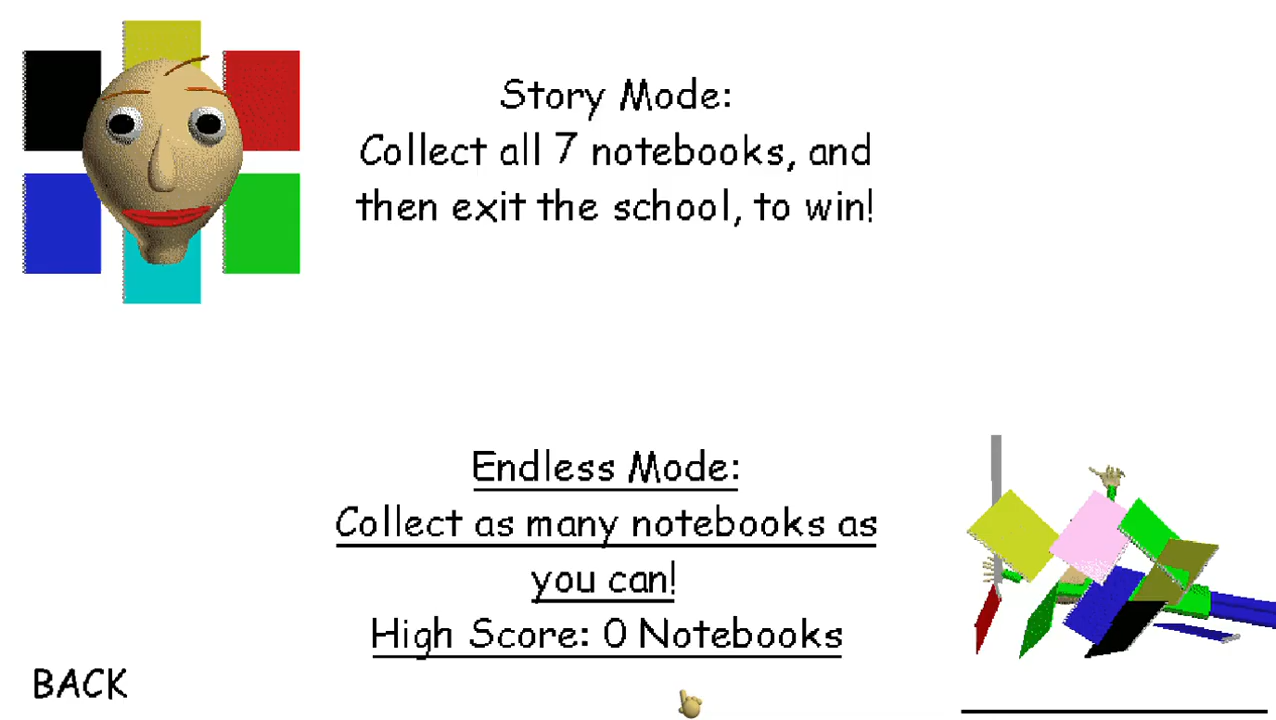 Story Mode:
Collect all 7 notebooks, and
then exit the school, to win!
Endless Mode:
Collect as many notebooks as
you can!
High Score: 0 Notebooks
BACK